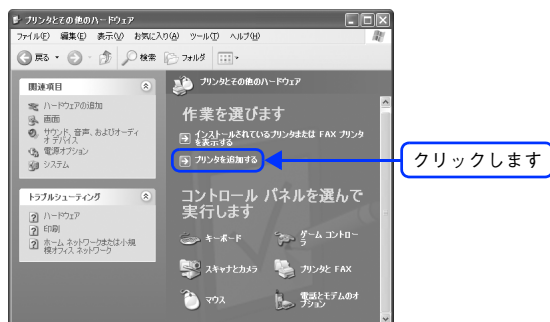 プリンタとその他のハードウェア
ファイル(F) 編集(E) 表示(V) お気に入り(A) ツール(T) ヘルプ(H)
戻る 検索 フォルダ
関連項目
ハードウェアの追加
画面
サウンド、音声、およびオーディ
オ デバイス
電源オプション
システム
トラブルシューティング
ハードウェア
印刷
ホーム ネットワークまたは小規
模オフィス ネットワーク
プリンタとその他のハードウェア
作業を選びます
インストールされているプリンタまたは FAX プリンタ
を表示する
プリンタを追加する
コントロール パネルを選んで
実行します
キーボード
ゲーム コントロー
ラ
スキャナとカメラ
プリンタと FAX
マウス
電話とモデムのオ
プション
クリックします